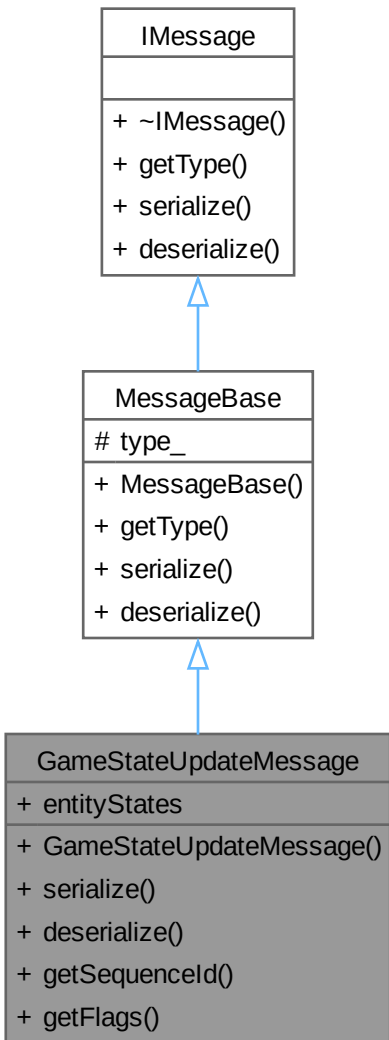 IMessage
+ ~IMessage()
+ getType()
+ serialize()
+ deserialize()
MessageBase
# type_
+ MessageBase()
+ getType()
+ serialize()
+ deserialize()
GameStateUpdateMessage
+ entityStates
+ GameStateUpdateMessage()
+ serialize()
+ deserialize()
+ getSequenceId()
+ getFlags()